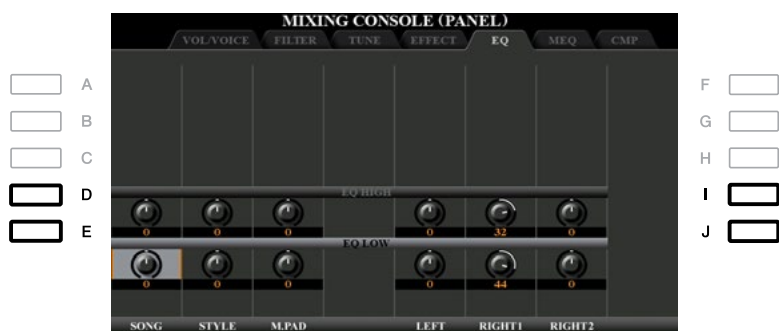 MIXING CONSOLE (PANEL)
VOL/VOICE FILTER TUNE EFFECT EQ MEQ CMP
A F
B G
C H
D I
E J
EQ HIGH
0 0 0 0 32 0
EQ LOW
0 0 0 0 44 0
SONG STYLE M.PAD LEFT RIGHT1 RIGHT2